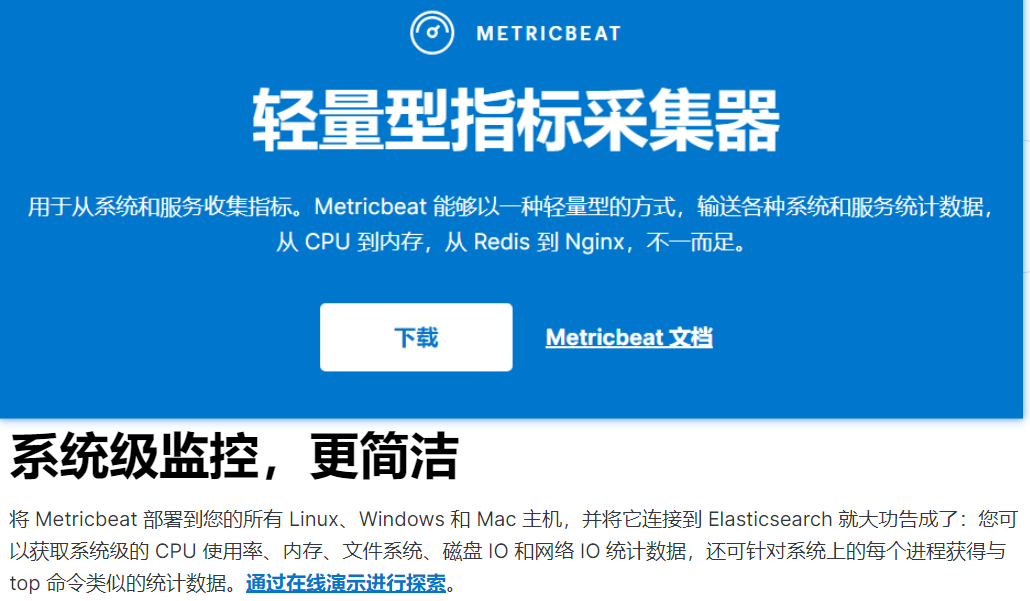 METRICBEAT
轻量型指标采集器
用于从系统和服务收集指标。Metricbeat 能够以一种轻量型的方式，输送各种系统和服务统计数据，
从 CPU 到内存，从 Redis 到 Nginx，不一而足。
下载 Metricbeat 文档
系统级监控，更简洁
将 Metricbeat 部署到您的所有 Linux、Windows 和 Mac 主机，并将它连接到 Elasticsearch 就大功告成了：您可
以获取系统级的 CPU 使用率、内存、文件系统、磁盘 IO 和网络 IO 统计数据，还可针对系统上的每个进程获得与
top 命令类似的统计数据。通过在线演示进行探索。